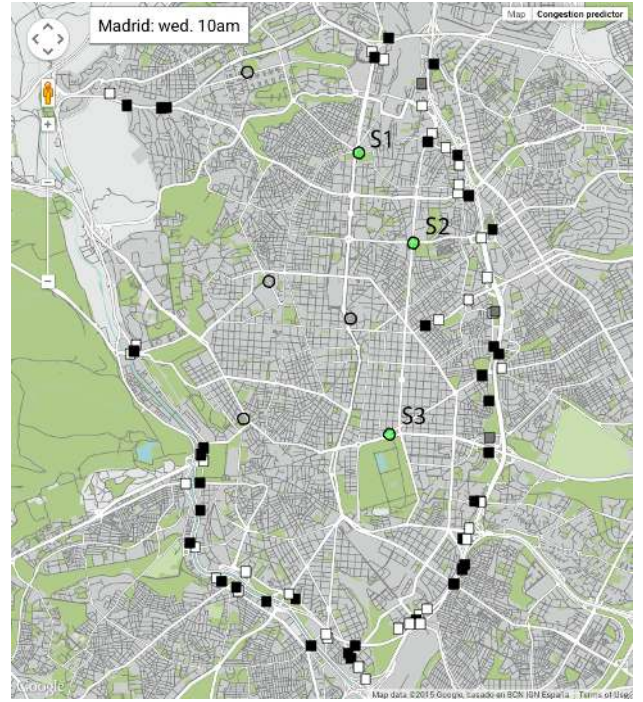 Madrid: wed. 10am
Map Congestion predictor
S1
S2
S3
Google
Map data ©2015 Google, basado en BCN IGN España Terms of Use